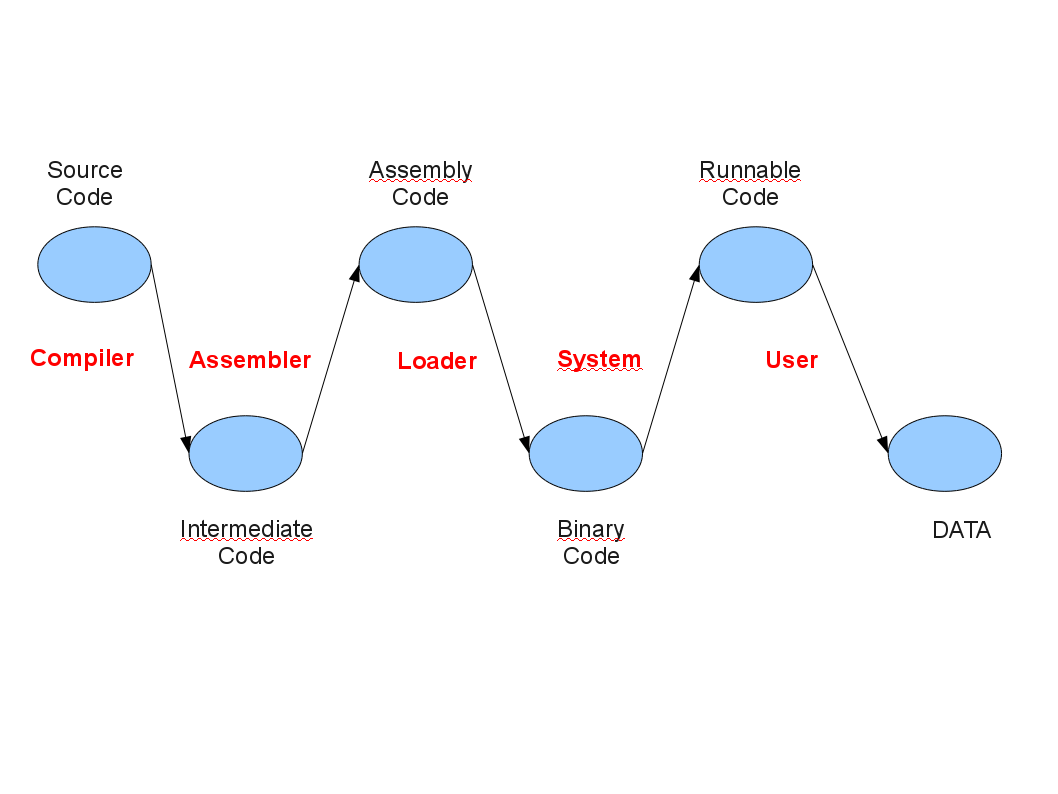 Source
Code
Assembly
Code
Runnable
Code
Compiler
Assembler
Loader
System
User
Intermediate
Code
Binary
Code
DATA